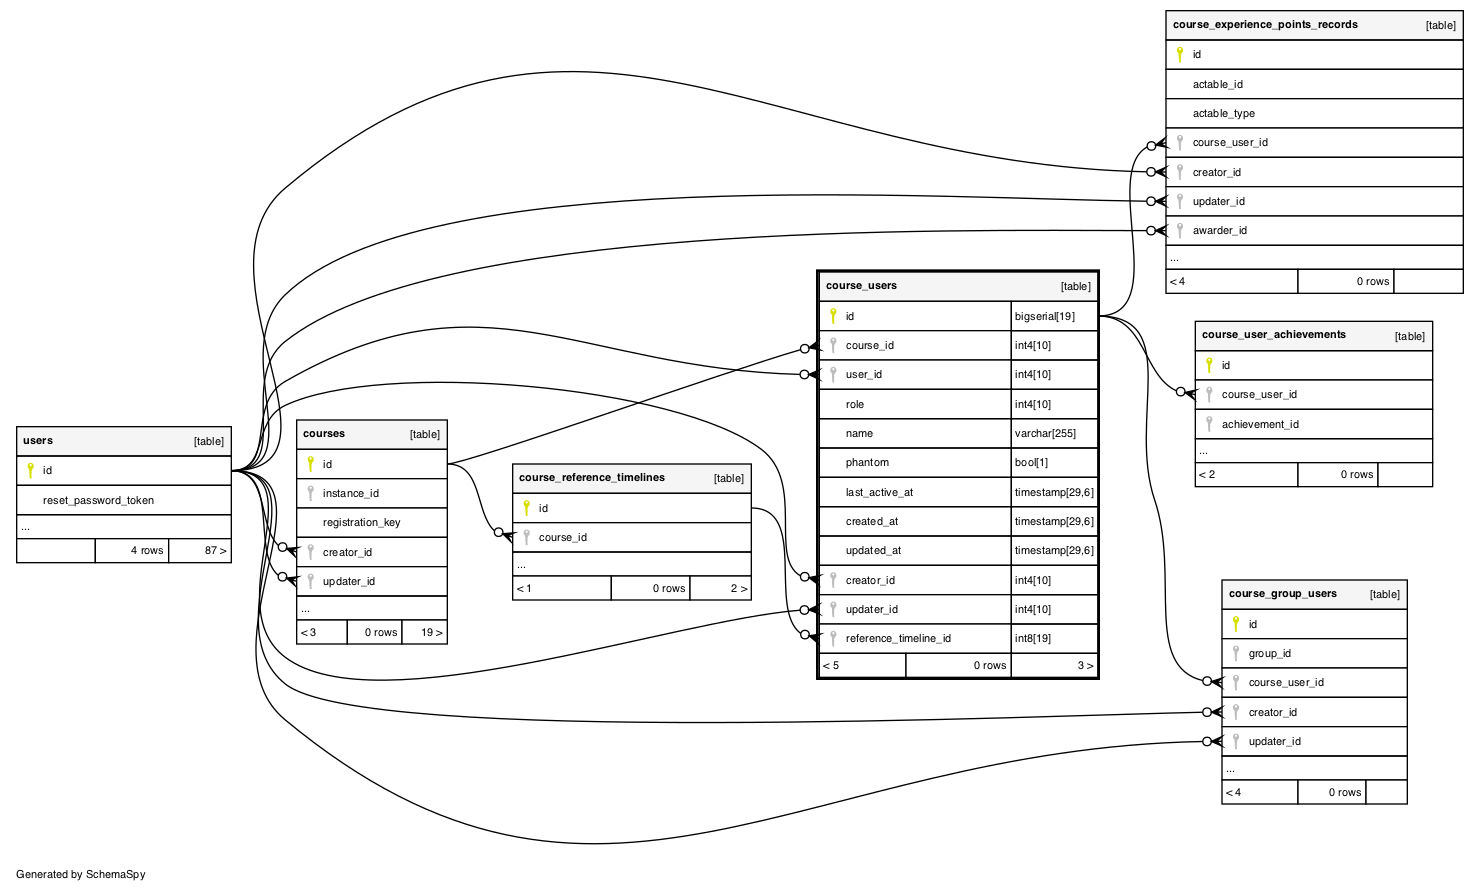 course_experience_points_records [table]
id
actable_id
actable_type
course_user_id
creator_id
updater_id
awarder_id
...
< 4 0 rows
course_users [table]
id bigserial[19]
course_id int4[10]
user_id int4[10]
role int4[10]
name varchar[255]
phantom bool[1]
last_active_at timestamp[29,6]
created_at timestamp[29,6]
updated_at timestamp[29,6]
creator_id int4[10]
updater_id int4[10]
reference_timeline_id int8[19]
< 5 0 rows 3 >
course_user_achievements [table]
id
course_user_id
achievement_id
...
< 2 0 rows
users [table]
id
reset_password_token
...
4 rows 87 >
courses [table]
id
instance_id
registration_key
creator_id
updater_id
...
< 3 0 rows 19 >
course_reference_timelines [table]
id
course_id
...
< 1 0 rows 2 >
course_group_users [table]
id
group_id
course_user_id
creator_id
updater_id
...
< 4 0 rows
Generated by SchemaSpy